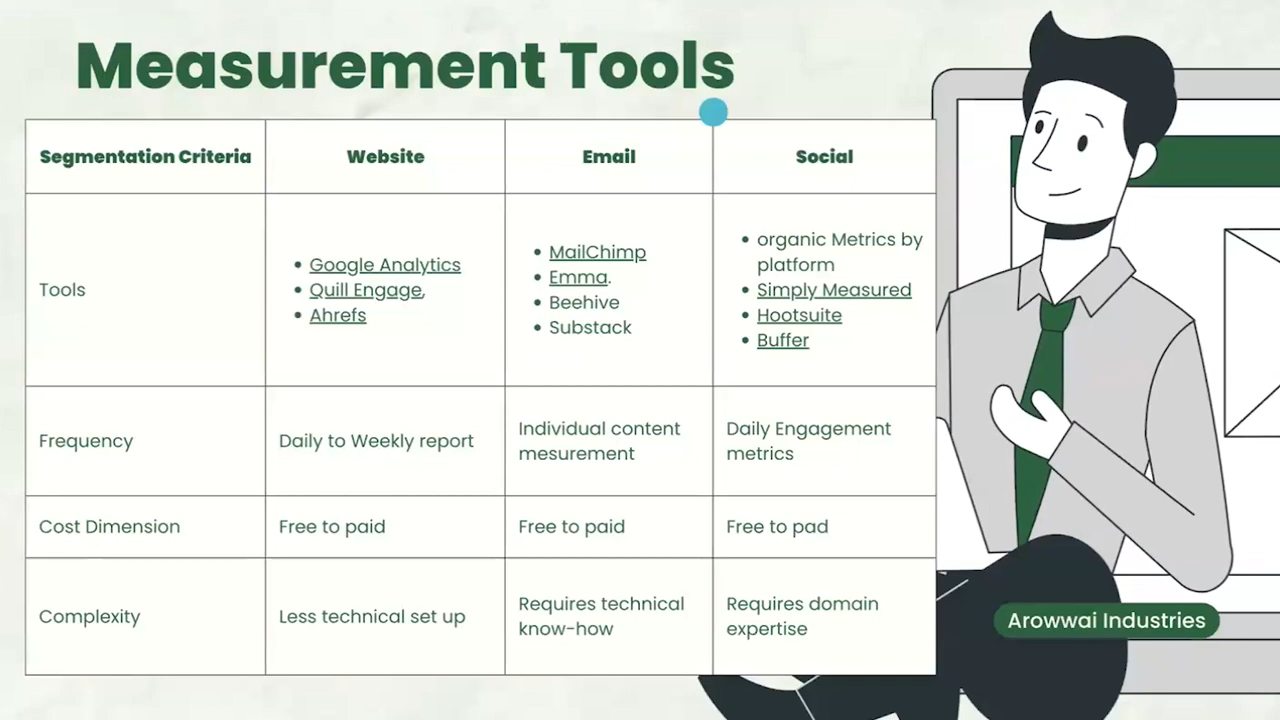 Measurement Tools
Segmentation Criteria
Website
Email
Social
Tools
• Google Analytics
• Quill Engage,
• Ahrefs
• MailChimp
• Emma.
• Beehive
• Substack
• organic Metrics by
platform
• Simply Measured
• Hootsuite
• Buffer
Frequency
Daily to Weekly report
Individual content
mesurement
Daily Engagement
metrics
Cost Dimension
Free to paid
Free to paid
Free to pad
Complexity
Less technical set up
Requires technical
know-how
Requires domain
expertise
Arowwai Industries